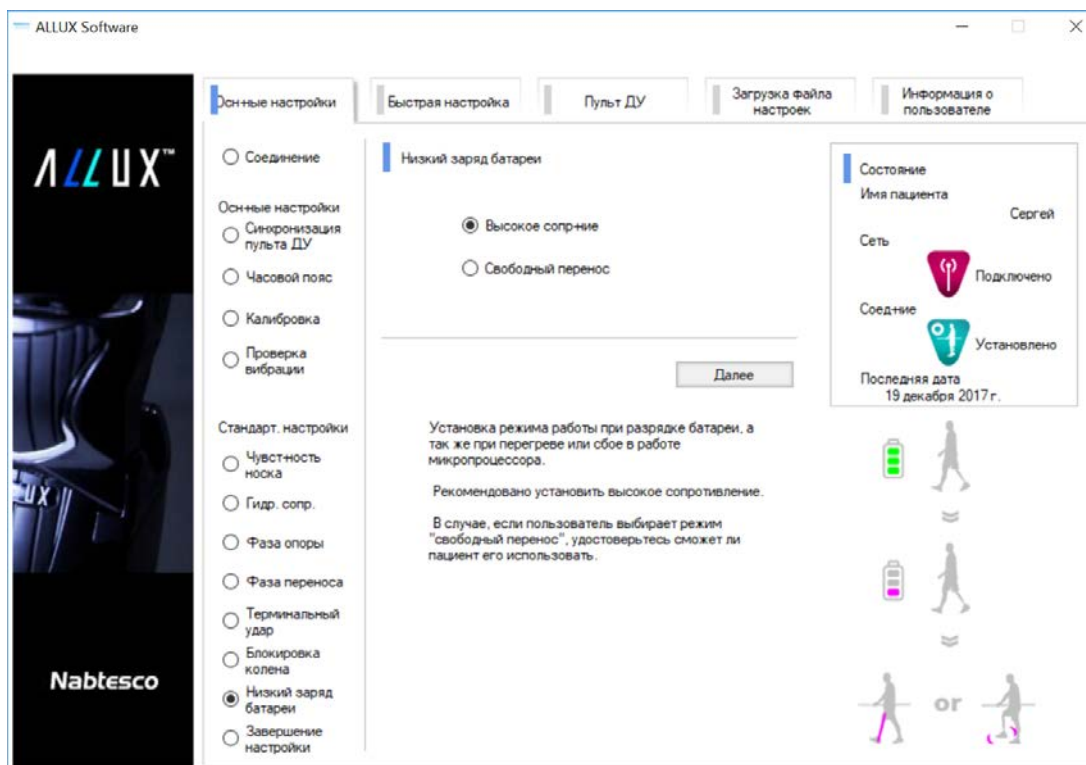 ALLUX Software
Осн-ные настройки
Быстрая настройка
Пульт ДУ
Загрузка файла
настроек
Информация о
пользователе
ALLUX™
UX
Nabtesco
Соединение
Осн-ные настройки
Синхронизация
пульта ДУ
Часовой пояс
Калибровка
Проверка
вибрации
Стандарт. настройки
Чувст-ность
носка
Гидр. сопр.
Фаза опоры
Фаза переноса
Терминальный
удар
Блокировка
колена
Низкий заряд
батареи
Завершение
настройки
Низкий заряд батареи
Высокое сопр-ние
Свободный перенос
Далее
Установка режима работы при разрядке батареи, а
так же при перегреве или сбое в работе
микропроцессора.
Рекомендовано установить высокое сопротивление.
В случае, если пользователь выбирает режим
"свободный перенос", удостоверьтесь сможет ли
пациент его использовать.
Состояние
Имя пациента
Сергей
Сеть
Подключено
Соед-ние
Установлено
Последняя дата
19 декабря 2017 г.
or